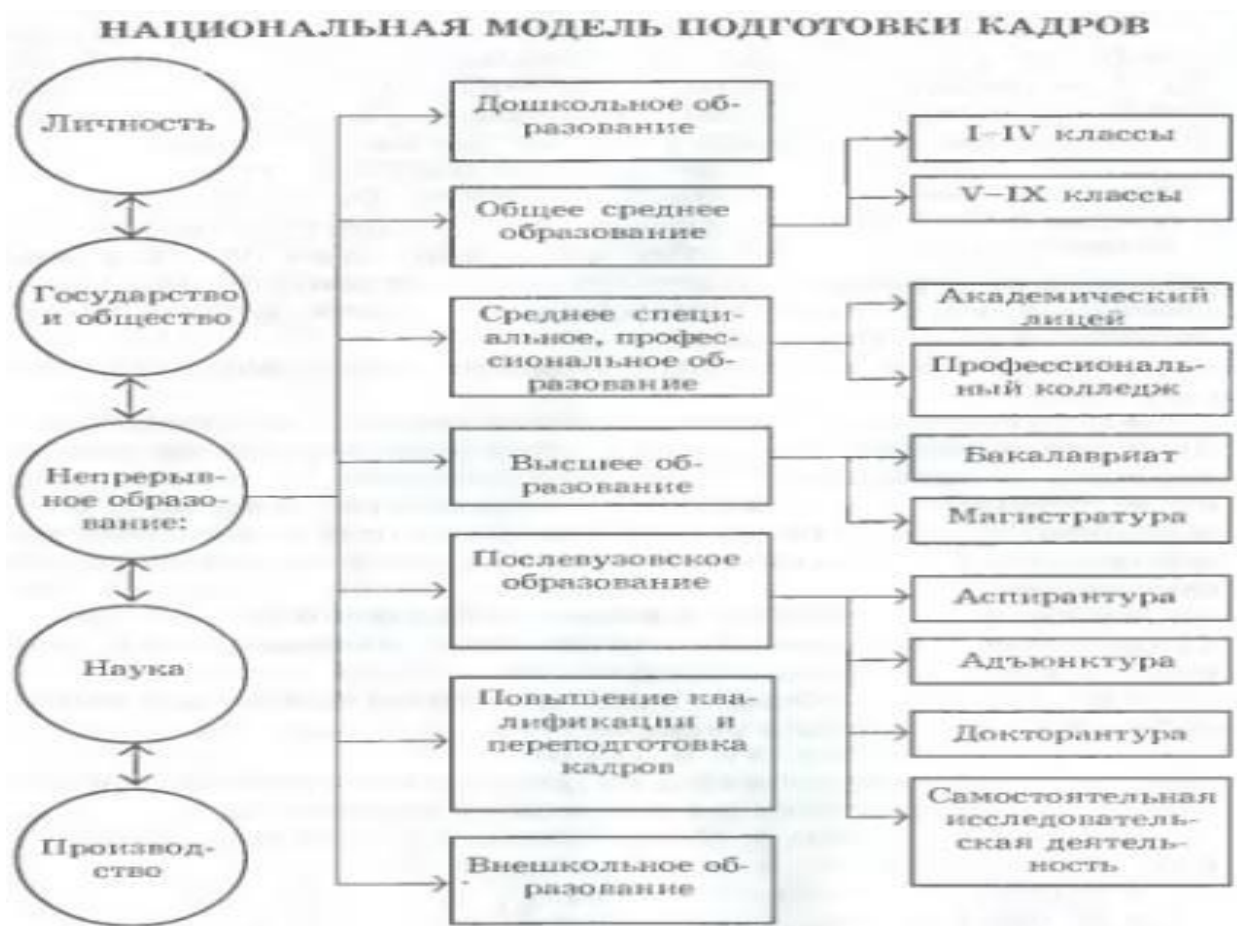 НАЦИОНАЛЬНАЯ МОДЕЛЬ ПОДГОТОВКИ КАДРОВ
Личность
Государство
и общество
Непрерыв-
ное образо-
вание:
Наука
Производ-
ство
Дошкольное об-
разование
Общее среднее
образование
Среднее специ-
альное, профес-
сиональное об-
разование
Высшее об-
разование
Послевузовское
образование
Повышение ква-
лификации и
переподготовка
кадров
Внешкольное об-
разование
I–IV классы
V–IX классы
Академический
лицей
Профессиональ-
ный колледж
Бакалавриат
Магистратура
Аспирантура
Адъюнктура
Докторантура
Самостоятельная
исследователь-
ская деятель-
ность